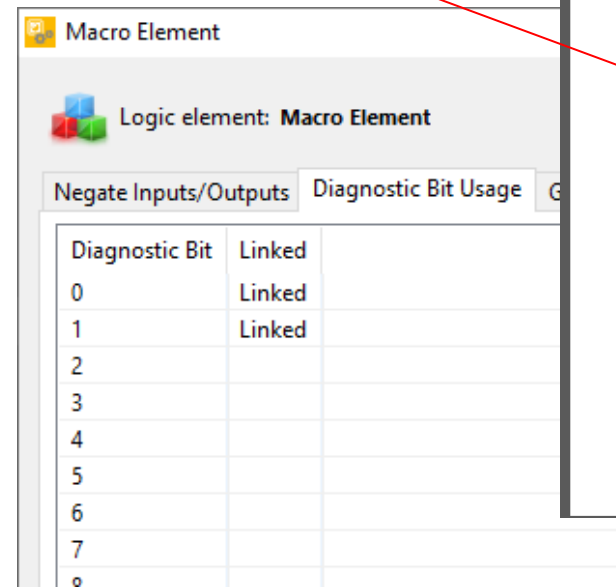 Macro Element
Logic element: Macro Element
Negate Inputs/Outputs Diagnostic Bit Usage G
Diagnostic Bit Linked
0 Linked
1 Linked
2
3
4
5
6
7
8